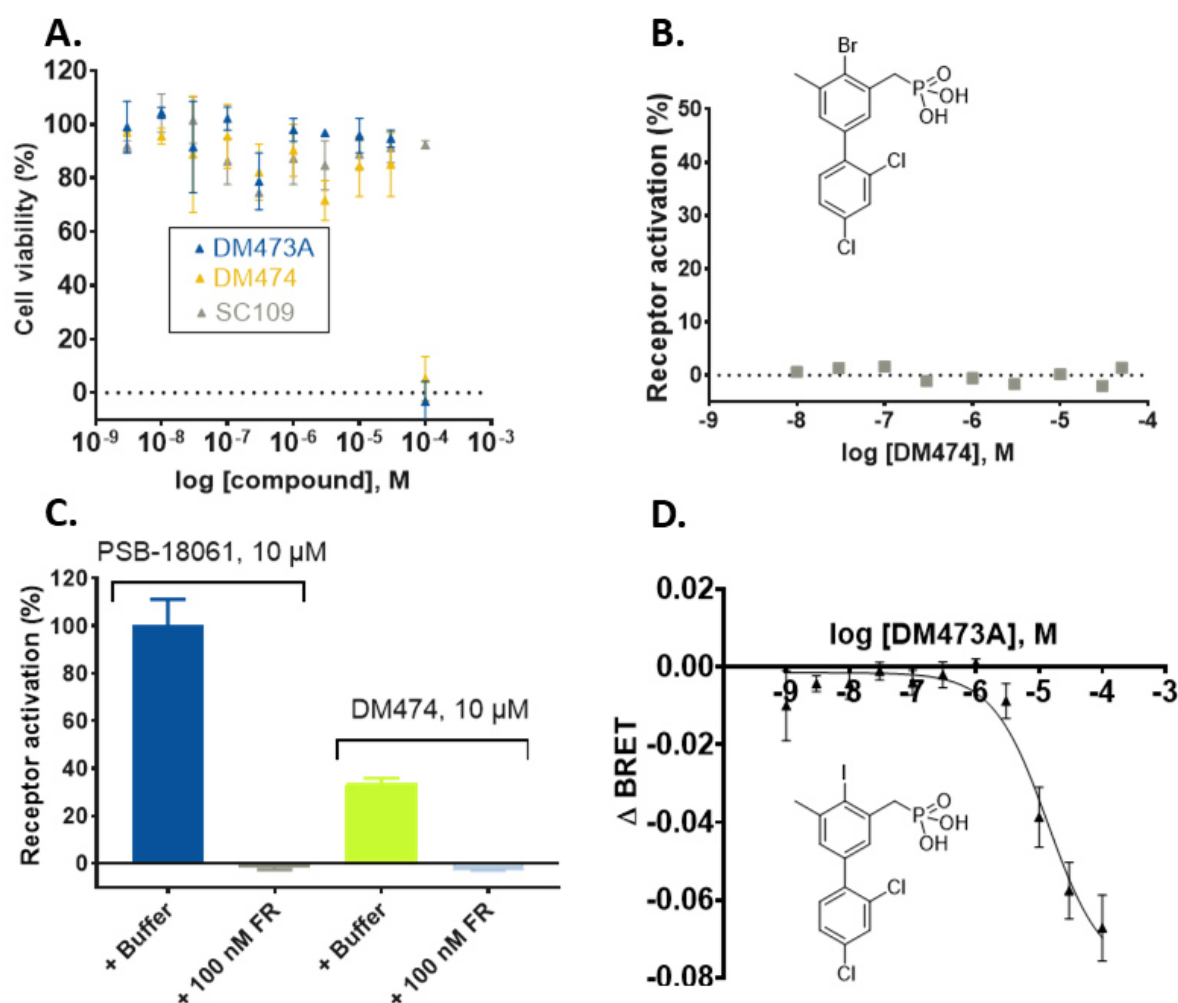 A.
120
100
80
60
40
20
0
Cell viability (%)
DM473A
DM474
SC109
10-9 10-8 10-7 10-6 10-5 10-4 10-3
log [compound], M
B.
50
40
30
20
10
0
Receptor activation (%)
Br
P O
OH
OH
Cl
Cl
-9 -8 -7 -6 -5 -4
log [DM474], M
C.
PSB-18061, 10 µM
120
100
80
60
40
20
0
Receptor activation (%)
DM474, 10 µM
+ Buffer
+ 100 nM FR
+ Buffer
+ 100 nM FR
D.
0.02
0.00
-0.02
-0.04
-0.06
-0.08
Δ BRET
log [DM473A], M
-9 -8 -7 -6 -5 -4 -3
I
P O
OH
OH
Cl
Cl